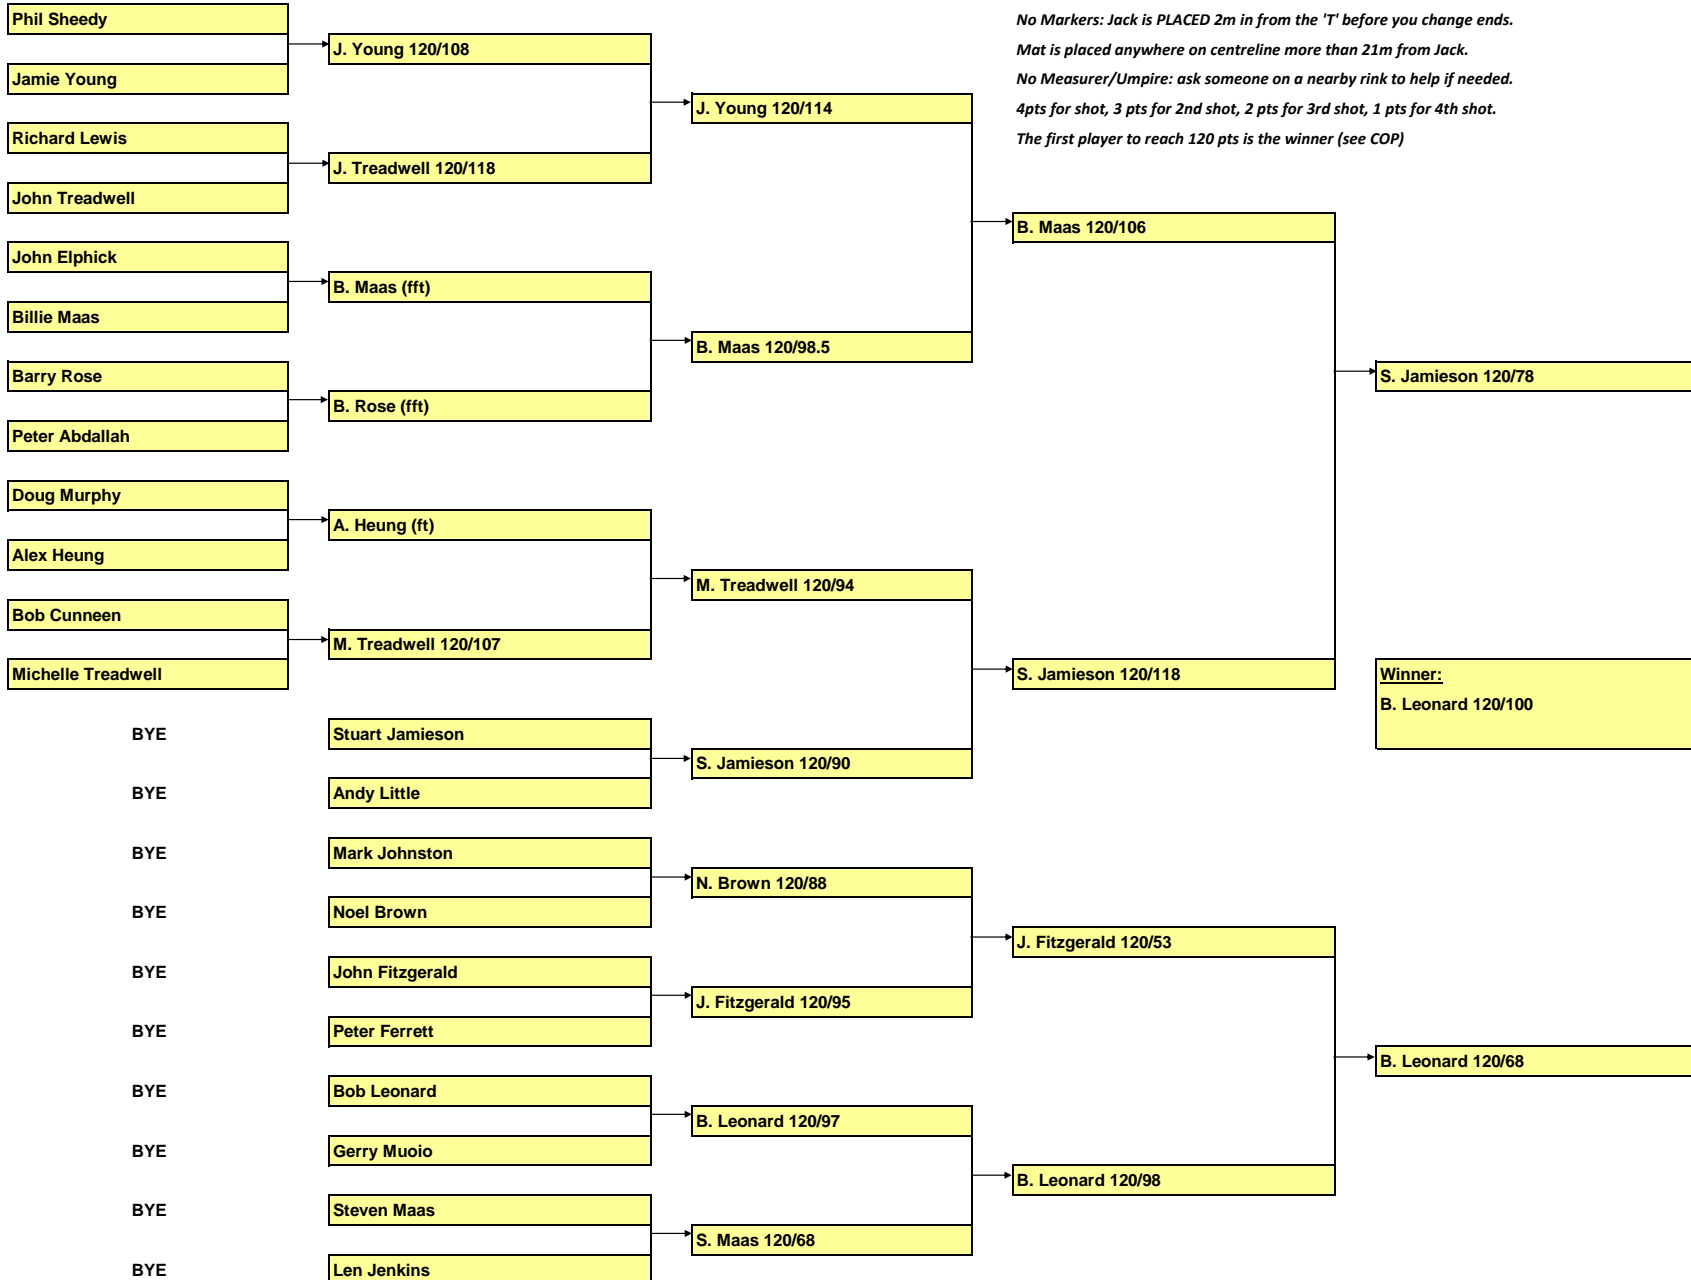 Phil Sheedy
Jamie Young
Richard Lewis
John Treadwell
John Elphick
Billie Maas
Barry Rose
Peter Abdallah
Doug Murphy
Alex Heung
Bob Cunneen
Michelle Treadwell
BYE
BYE
BYE
BYE
BYE
BYE
BYE
BYE
BYE
BYE
J. Young 120/108
J. Treadwell 120/118
B. Maas (fft)
B. Rose (fft)
A. Heung (ft)
M. Treadwell 120/107
Stuart Jamieson
Andy Little
Mark Johnston
Noel Brown
John Fitzgerald
Peter Ferrett
Bob Leonard
Gerry Muoio
Steven Maas
Len Jenkins
J. Young 120/114
B. Maas 120/98.5
M. Treadwell 120/94
S. Jamieson 120/90
N. Brown 120/88
J. Fitzgerald 120/95
B. Leonard 120/97
S. Maas 120/68
No Markers: Jack is PLACED 2m in from the 'T' before you change ends.
Mat is placed anywhere on centreline more than 21m from Jack.
No Measurer/Umpire: ask someone on a nearby rink to help if needed.
4pts for shot, 3 pts for 2nd shot, 2 pts for 3rd shot, 1 pts for 4th shot.
The first player to reach 120 pts is the winner (see COP)
B. Maas 120/106
S. Jamieson 120/118
J. Fitzgerald 120/53
B. Leonard 120/98
S. Jamieson 120/78
Winner:
B. Leonard 120/100
B. Leonard 120/68